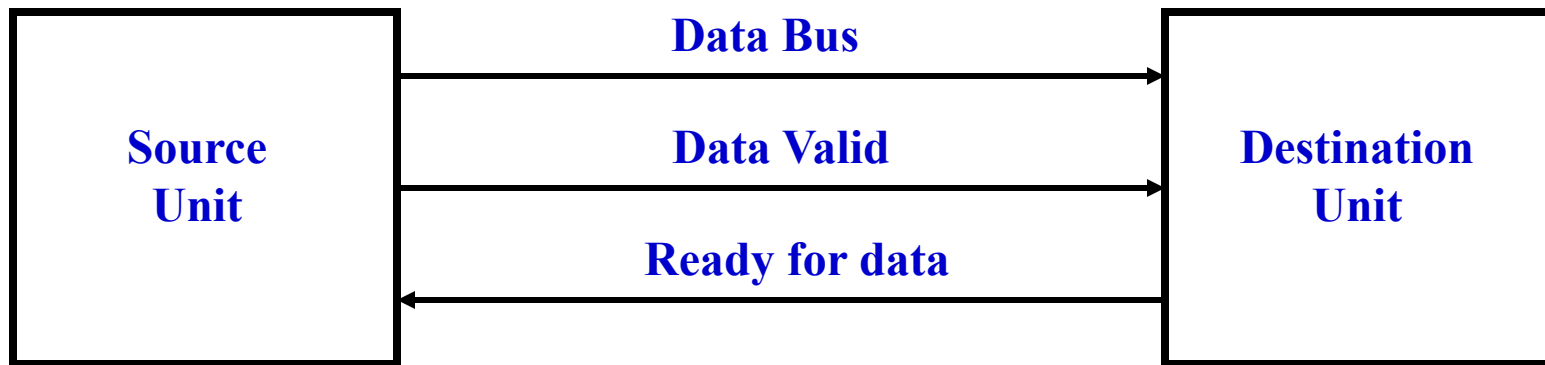 Data Bus
Source
Unit
Data Valid
Destination
Unit
Ready for data